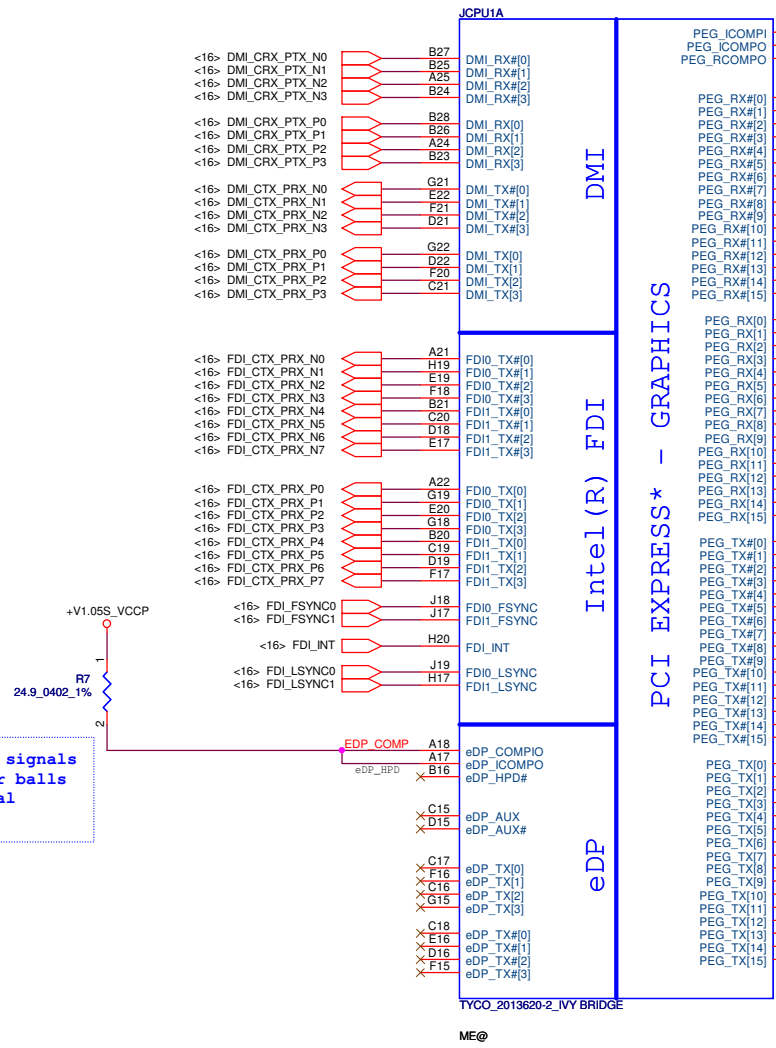 JCPU1A
<16> DMI_CRX_PTX_N0 B27 DMI_RX#[0]
<16> DMI_CRX_PTX_N1 B25 DMI_RX#[1]
<16> DMI_CRX_PTX_N2 A25 DMI_RX#[2]
<16> DMI_CRX_PTX_N3 B24 DMI_RX#[3]
<16> DMI_CRX_PTX_P0 B28 DMI_RX[0]
<16> DMI_CRX_PTX_P1 B26 DMI_RX[1]
<16> DMI_CRX_PTX_P2 A24 DMI_RX[2]
<16> DMI_CRX_PTX_P3 B23 DMI_RX[3]
<16> DMI_CTX_PRX_N0 G21 DMI_TX#[0]
<16> DMI_CTX_PRX_N1 E22 DMI_TX#[1]
<16> DMI_CTX_PRX_N2 F21 DMI_TX#[2]
<16> DMI_CTX_PRX_N3 D21 DMI_TX#[3]
<16> DMI_CTX_PRX_P0 G22 DMI_TX[0]
<16> DMI_CTX_PRX_P1 D22 DMI_TX[1]
<16> DMI_CTX_PRX_P2 F20 DMI_TX[2]
<16> DMI_CTX_PRX_P3 C21 DMI_TX[3]
DMI
<16> FDI_CTX_PRX_N0 A21 FDI0_TX#[0]
<16> FDI_CTX_PRX_N1 H19 FDI0_TX#[1]
<16> FDI_CTX_PRX_N2 E19 FDI0_TX#[2]
<16> FDI_CTX_PRX_N3 F18 FDI0_TX#[3]
<16> FDI_CTX_PRX_N4 B21 FDI1_TX#[0]
<16> FDI_CTX_PRX_N5 C20 FDI1_TX#[1]
<16> FDI_CTX_PRX_N6 D18 FDI1_TX#[2]
<16> FDI_CTX_PRX_N7 E17 FDI1_TX#[3]
<16> FDI_CTX_PRX_P0 A22 FDI0_TX[0]
<16> FDI_CTX_PRX_P1 G19 FDI0_TX[1]
<16> FDI_CTX_PRX_P2 E20 FDI0_TX[2]
<16> FDI_CTX_PRX_P3 G18 FDI0_TX[3]
<16> FDI_CTX_PRX_P4 B20 FDI1_TX[0]
<16> FDI_CTX_PRX_P5 C19 FDI1_TX[1]
<16> FDI_CTX_PRX_P6 D19 FDI1_TX[2]
<16> FDI_CTX_PRX_P7 F17 FDI1_TX[3]
<16> FDI_FSYNC0 J18 FDI0_FSYNC
<16> FDI_FSYNC1 J17 FDI1_FSYNC
<16> FDI_INT H20 FDI_INT
<16> FDI_LSYNC0 J19 FDI0_LSYNC
<16> FDI_LSYNC1 H17 FDI1_LSYNC
Intel(R) FDI
+V1.05S_VCCP
1
R7
24.9_0402_1%
2
signals
r balls
al
EDP_COMP A18 eDP_COMPIO
A17 eDP_ICOMPO
eDP_HPD B16 eDP_HPD#
C15 eDP_AUX
D15 eDP_AUX#
C17 eDP_TX[0]
F16 eDP_TX[1]
C16 eDP_TX[2]
G15 eDP_TX[3]
C18 eDP_TX#[0]
E16 eDP_TX#[1]
D16 eDP_TX#[2]
F15 eDP_TX#[3]
eDP
PCI EXPRESS* - GRAPHICS
PEG_ICOMPI
PEG_ICOMPO
PEG_RCOMPO
PEG_RX#[0]
PEG_RX#[1]
PEG_RX#[2]
PEG_RX#[3]
PEG_RX#[4]
PEG_RX#[5]
PEG_RX#[6]
PEG_RX#[7]
PEG_RX#[8]
PEG_RX#[9]
PEG_RX#[10]
PEG_RX#[11]
PEG_RX#[12]
PEG_RX#[13]
PEG_RX#[14]
PEG_RX#[15]
PEG_RX[0]
PEG_RX[1]
PEG_RX[2]
PEG_RX[3]
PEG_RX[4]
PEG_RX[5]
PEG_RX[6]
PEG_RX[7]
PEG_RX[8]
PEG_RX[9]
PEG_RX[10]
PEG_RX[11]
PEG_RX[12]
PEG_RX[13]
PEG_RX[14]
PEG_RX[15]
PEG_TX#[0]
PEG_TX#[1]
PEG_TX#[2]
PEG_TX#[3]
PEG_TX#[4]
PEG_TX#[5]
PEG_TX#[6]
PEG_TX#[7]
PEG_TX#[8]
PEG_TX#[9]
PEG_TX#[10]
PEG_TX#[11]
PEG_TX#[12]
PEG_TX#[13]
PEG_TX#[14]
PEG_TX#[15]
PEG_TX[0]
PEG_TX[1]
PEG_TX[2]
PEG_TX[3]
PEG_TX[4]
PEG_TX[5]
PEG_TX[6]
PEG_TX[7]
PEG_TX[8]
PEG_TX[9]
PEG_TX[10]
PEG_TX[11]
PEG_TX[12]
PEG_TX[13]
PEG_TX[14]
PEG_TX[15]
TYCO_2013620-2_IVY BRIDGE
ME@